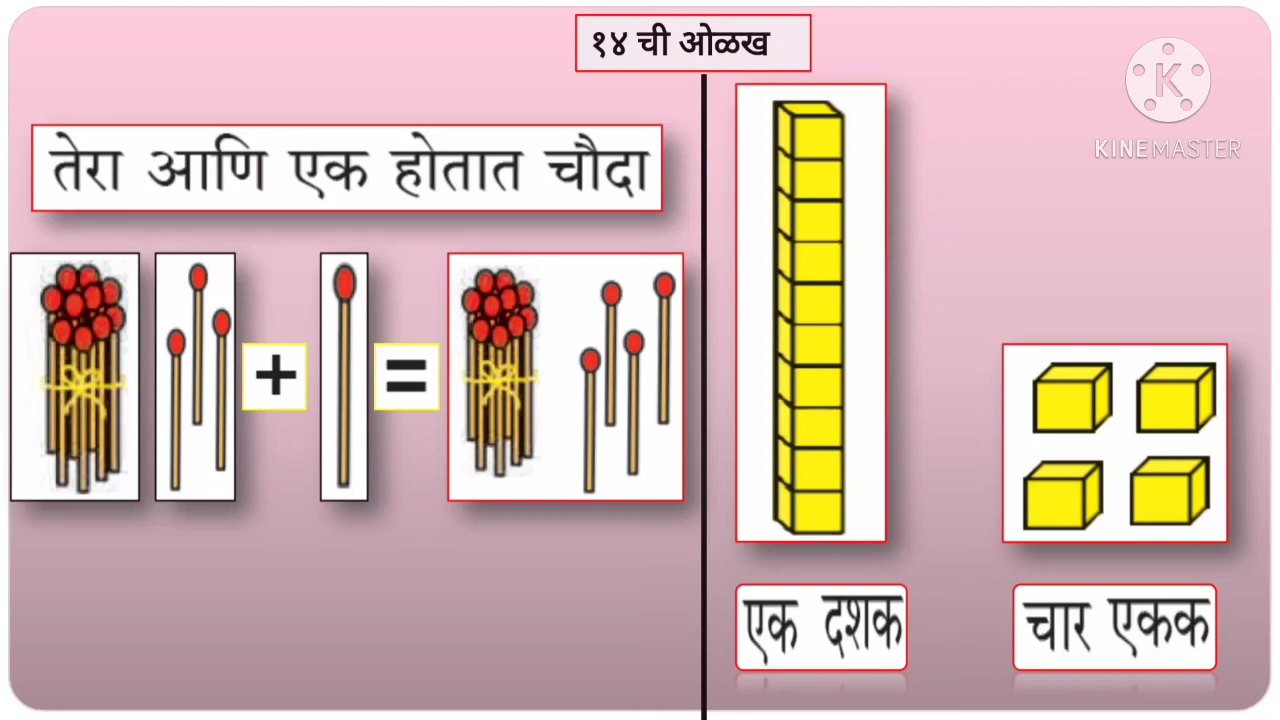 १४ ची ओळख
KINEMASTER
तेरा आणि एक होतात चौदा
+ =
एक दशक
चार एकक